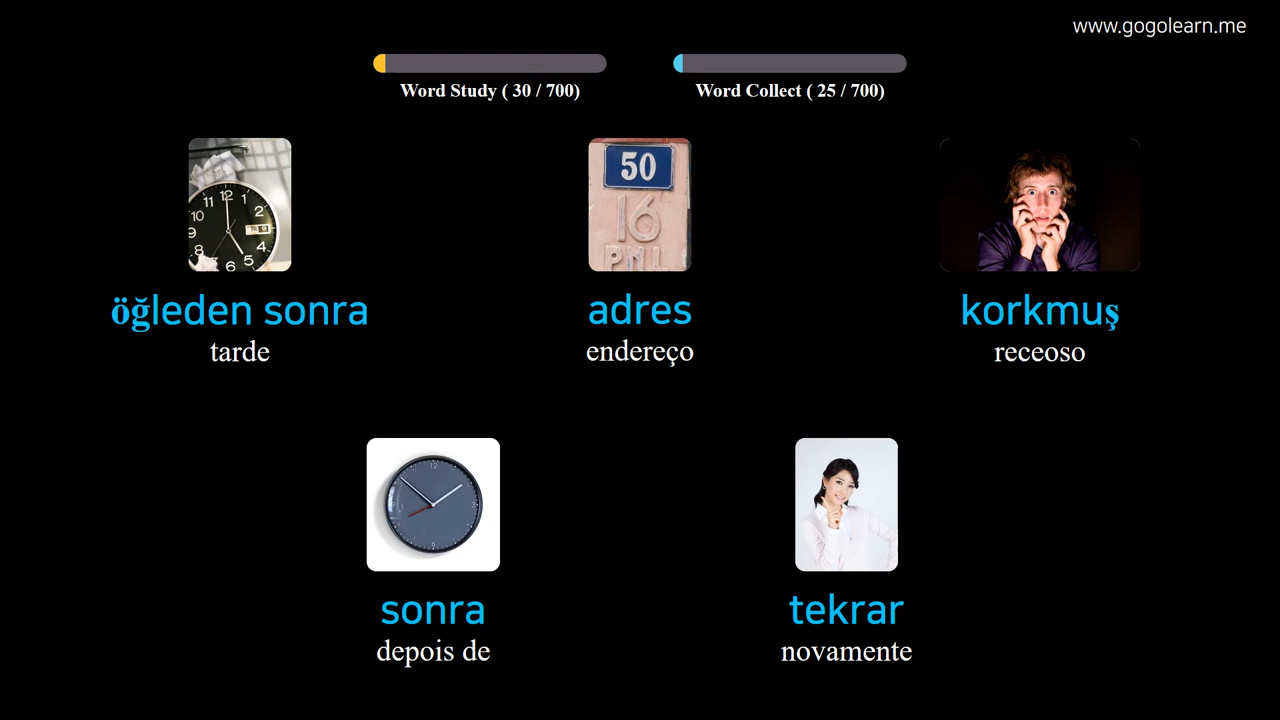 www.gogolearn.me
Word Study ( 30 / 700)
Word Collect ( 25 / 700)
50
16
öğleden sonra
tarde
adres
endereço
korkmuş
receoso
sonra
depois de
tekrar
novamente